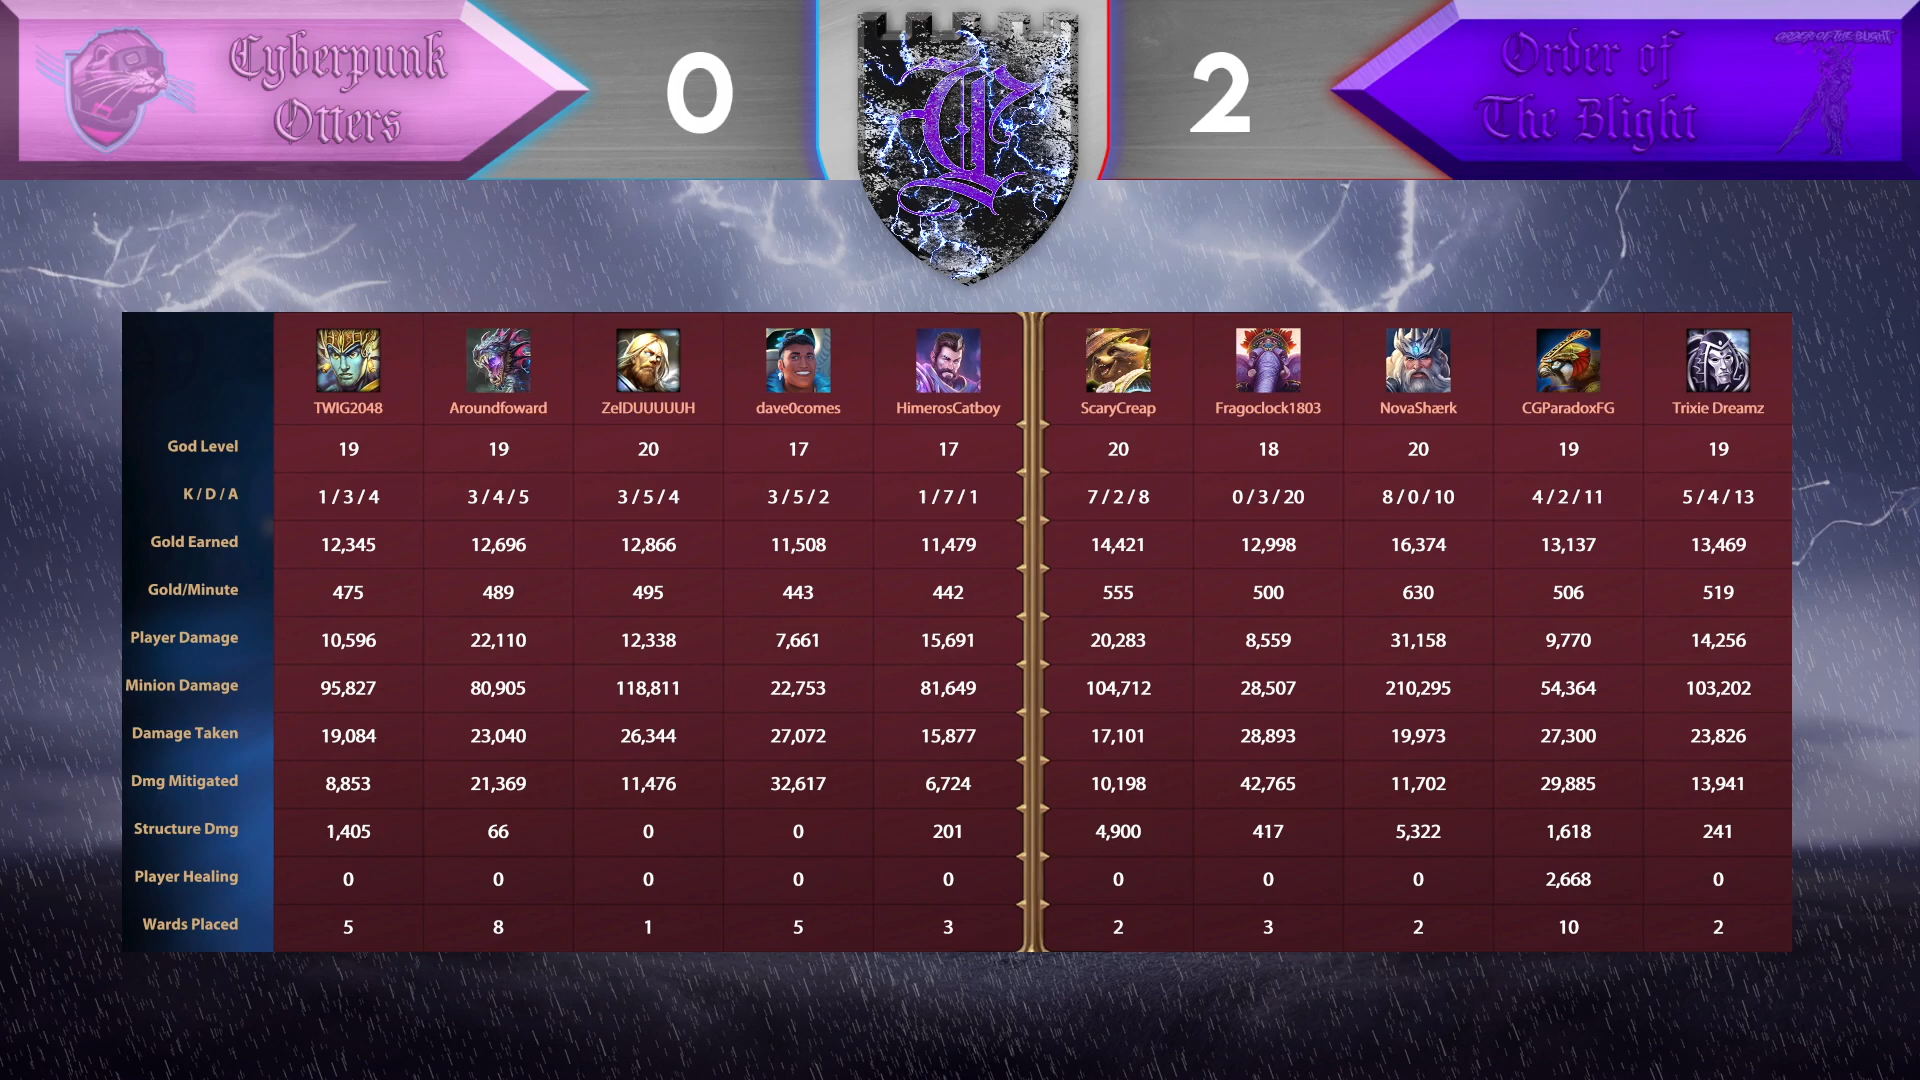 Cyberpunk
Otters
0
2
Order of
The Blight
ORDER OF THE BLIGHT
TWIG2048 Aroundfoward ZelDUUUUUH dave0comes HimerosCatboy ScaryCreap Fragoclock1803 NovaShærk CGParadoxFG Trixie Dreamz
God Level 19 19 20 17 17 20 18 20 19 19
K / D / A 1 / 3 / 4 3 / 4 / 5 3 / 5 / 4 3 / 5 / 2 1 / 7 / 1 7 / 2 / 8 0 / 3 / 20 8 / 0 / 10 4 / 2 / 11 5 / 4 / 13
Gold Earned 12,345 12,696 12,866 11,508 11,479 14,421 12,998 16,374 13,137 13,469
Gold/Minute 475 489 495 443 442 555 500 630 506 519
Player Damage 10,596 22,110 12,338 7,661 15,691 20,283 8,559 31,158 9,770 14,256
Minion Damage 95,827 80,905 118,811 22,753 81,649 104,712 28,507 210,295 54,364 103,202
Damage Taken 19,084 23,040 26,344 27,072 15,877 17,101 28,893 19,973 27,300 23,826
Dmg Mitigated 8,853 21,369 11,476 32,617 6,724 10,198 42,765 11,702 29,885 13,941
Structure Dmg 1,405 66 0 0 201 4,900 417 5,322 1,618 241
Player Healing 0 0 0 0 0 0 0 0 2,668 0
Wards Placed 5 8 1 5 3 2 3 2 10 2